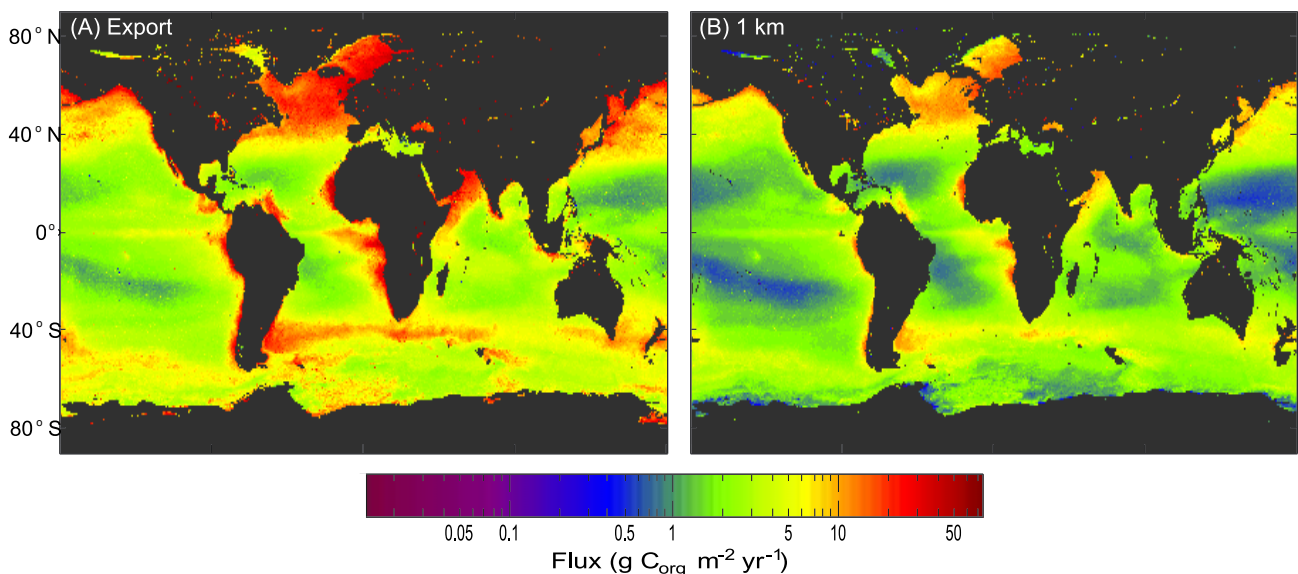 (A) Export
(B) 1 km
80° N
40° N
0°
40° S
80° S
0.05 0.1 0.5 1 5 10 50
Flux (g C_org m⁻² yr⁻¹)